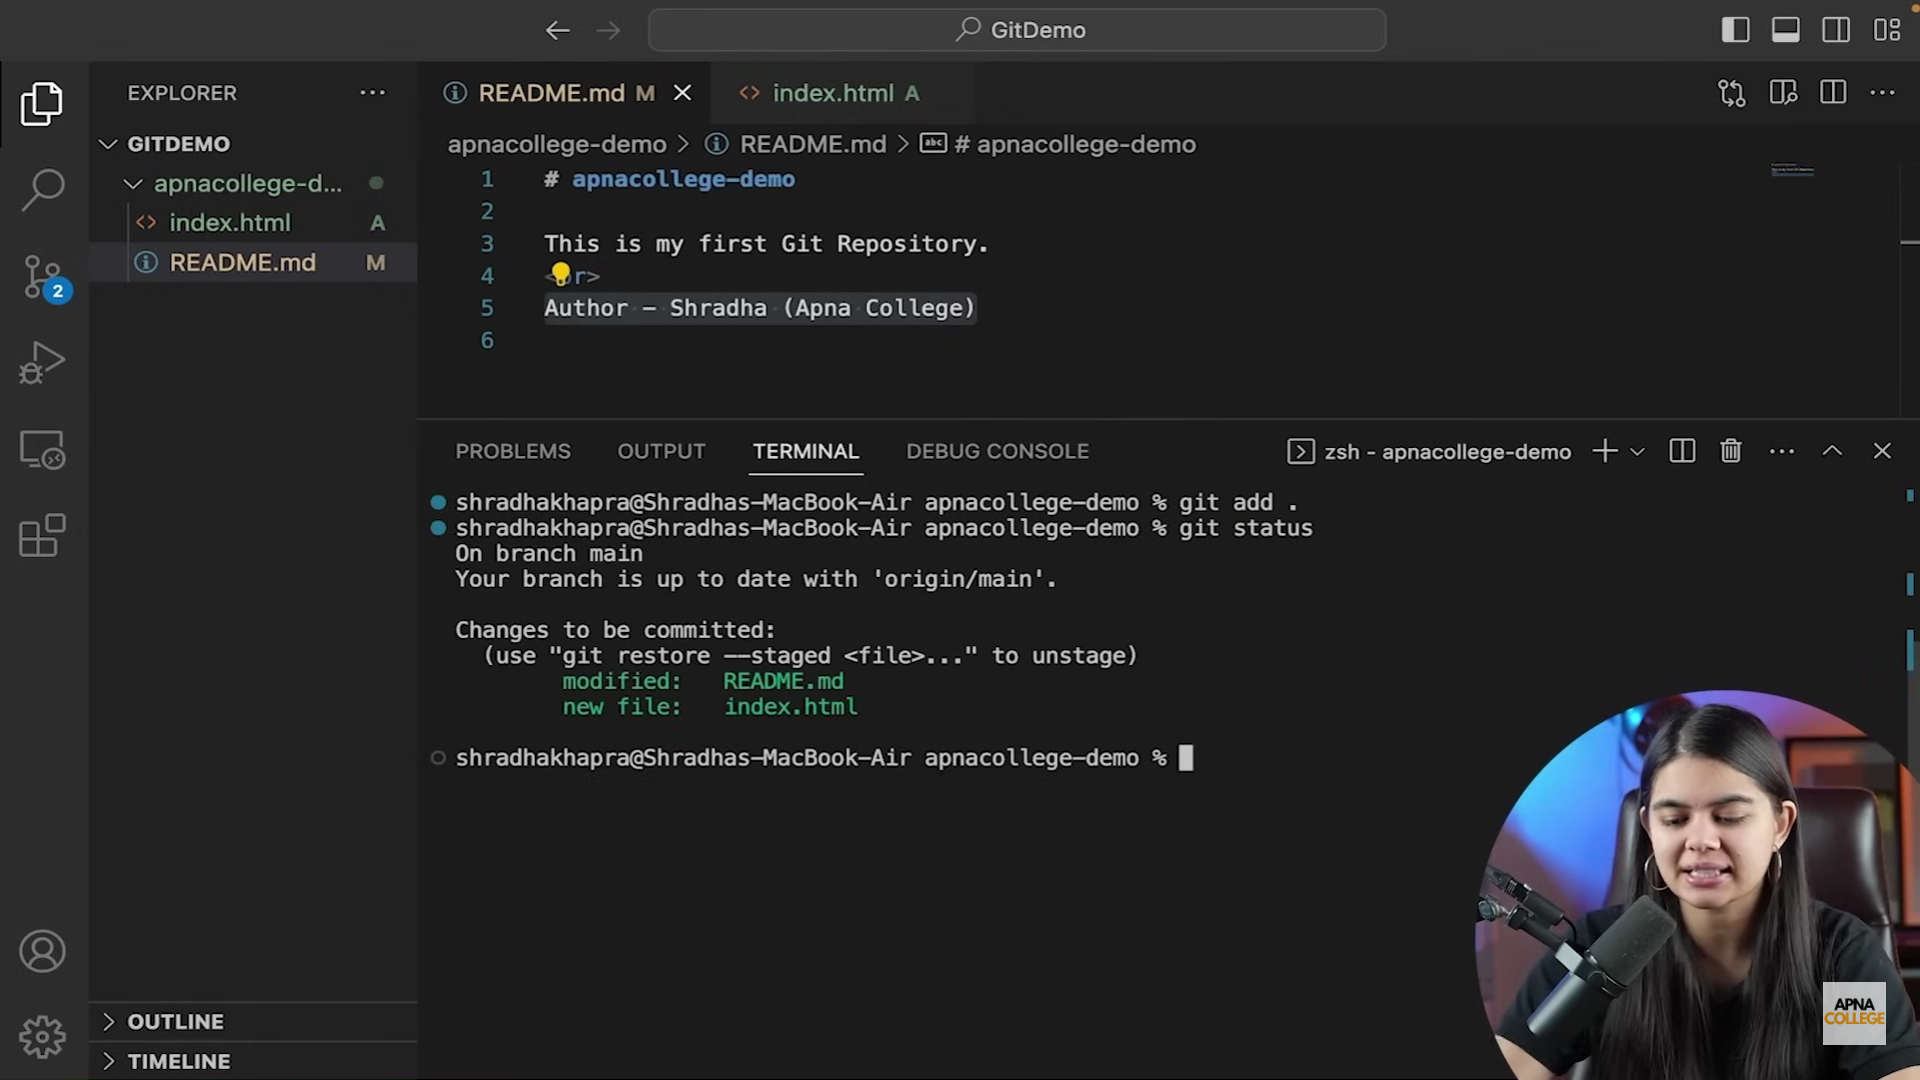 GitDemo
EXPLORER
GITDEMO
apnacollege-d...
index.html A
README.md M
2
README.md M
index.html A
apnacollege-demo > README.md > # apnacollege-demo
1 # apnacollege-demo
2
3 This is my first Git Repository.
4 r>
5 Author - Shradha (Apna College)
6
PROBLEMS OUTPUT TERMINAL DEBUG CONSOLE
zsh - apnacollege-demo
shradhakhapra@Shradhas-MacBook-Air apnacollege-demo % git add .
shradhakhapra@Shradhas-MacBook-Air apnacollege-demo % git status
On branch main
Your branch is up to date with 'origin/main'.
Changes to be committed:
(use "git restore --staged <file>..." to unstage)
modified: README.md
new file: index.html
shradhakhapra@Shradhas-MacBook-Air apnacollege-demo %
OUTLINE
TIMELINE
APNA
COLLEGE